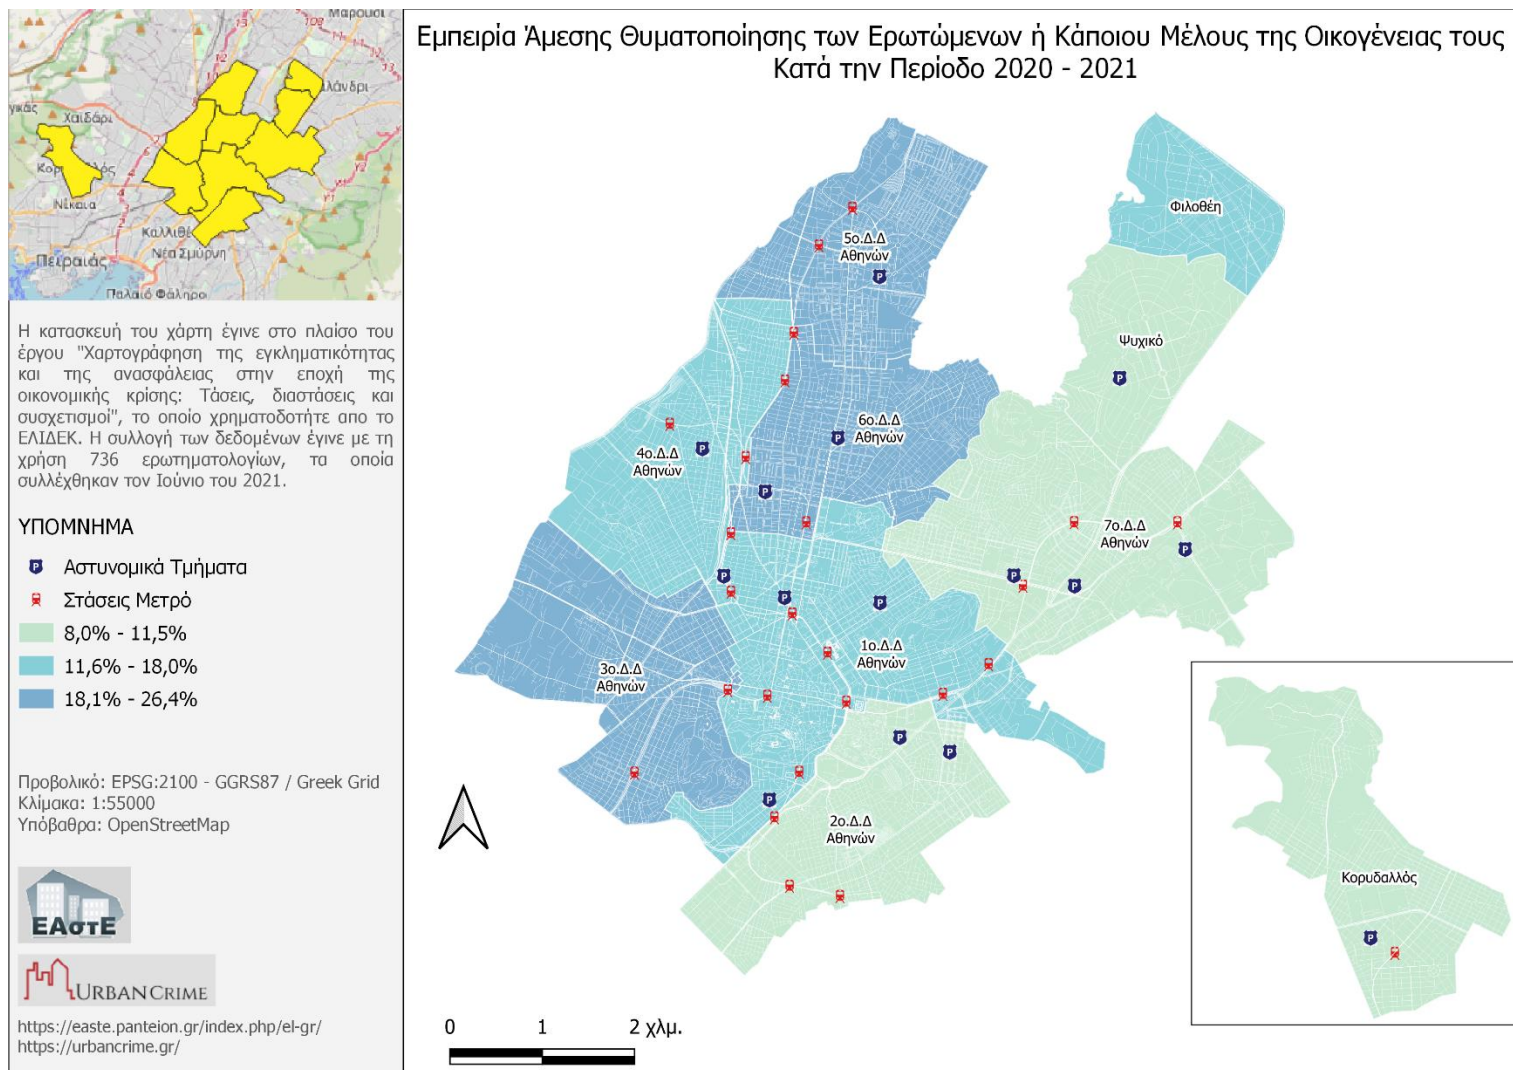 Εμπειρία Άμεσης Θυματοποίησης των Ερωτώμενων ή Κάποιου Μέλους της Οικογένειας τους
Κατά την Περίοδο 2020 - 2021
Μαρούσι
Χαϊδάρι
Νίκαια
Πειραιάς
Νέα Σμύρνη
Παλαιό Φάληρο
Η κατασκευή του χάρτη έγινε στο πλαίσο του
έργου "Χαρτογράφηση της εγκληματικότητας
και της ανασφάλειας στην εποχή της
οικονομικής κρίσης: Τάσεις, διαστάσεις και
συσχετισμοί", το οποίο χρηματοδοτήτε απο το
ΕΛΙΔΕΚ. Η συλλογή των δεδομένων έγινε με τη
χρήση 736 ερωτηματολογίων, τα οποία
συλλέχθηκαν τον Ιούνιο του 2021.
ΥΠΟΜΝΗΜΑ
Αστυνομικά Τμήματα
Στάσεις Μετρό
8,0% - 11,5%
11,6% - 18,0%
18,1% - 26,4%
Προβολικό: EPSG:2100 - GGRS87 / Greek Grid
Κλίμακα: 1:55000
Υπόβαθρα: OpenStreetMap
ΕΑστΕ
URBANCRIME
https://easte.panteion.gr/index.php/el-gr/
https://urbancrime.gr/
Φιλοθέη
5ο.Δ.Δ
Αθηνών
Ψυχικό
6ο.Δ.Δ
Αθηνών
4ο.Δ.Δ
Αθηνών
7ο.Δ.Δ
Αθηνών
1ο.Δ.Δ
Αθηνών
3ο.Δ.Δ
Αθηνών
2ο.Δ.Δ
Αθηνών
Κορυδαλλός
0 1 2 χλμ.